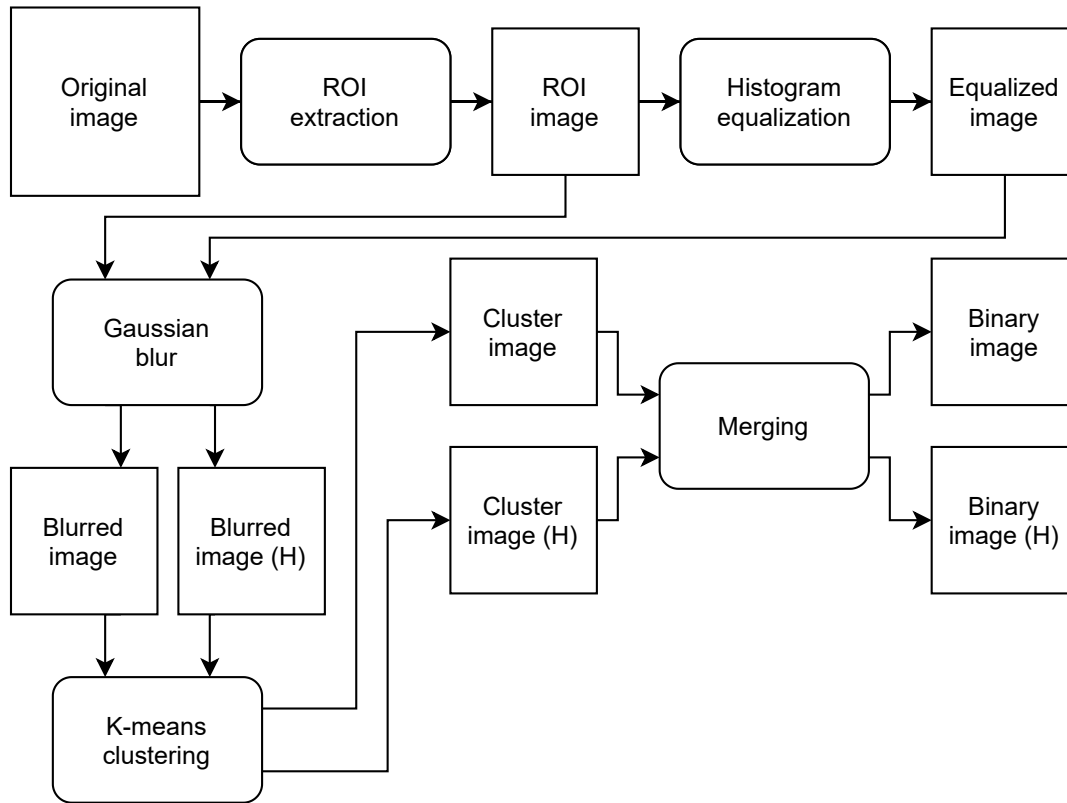 Original
image
ROI
extraction
ROI
image
Histogram
equalization
Equalized
image
Gaussian
blur
Cluster
image
Binary
image
Merging
Blurred
image
Blurred
image (H)
Cluster
image (H)
Binary
image (H)
K-means
clustering